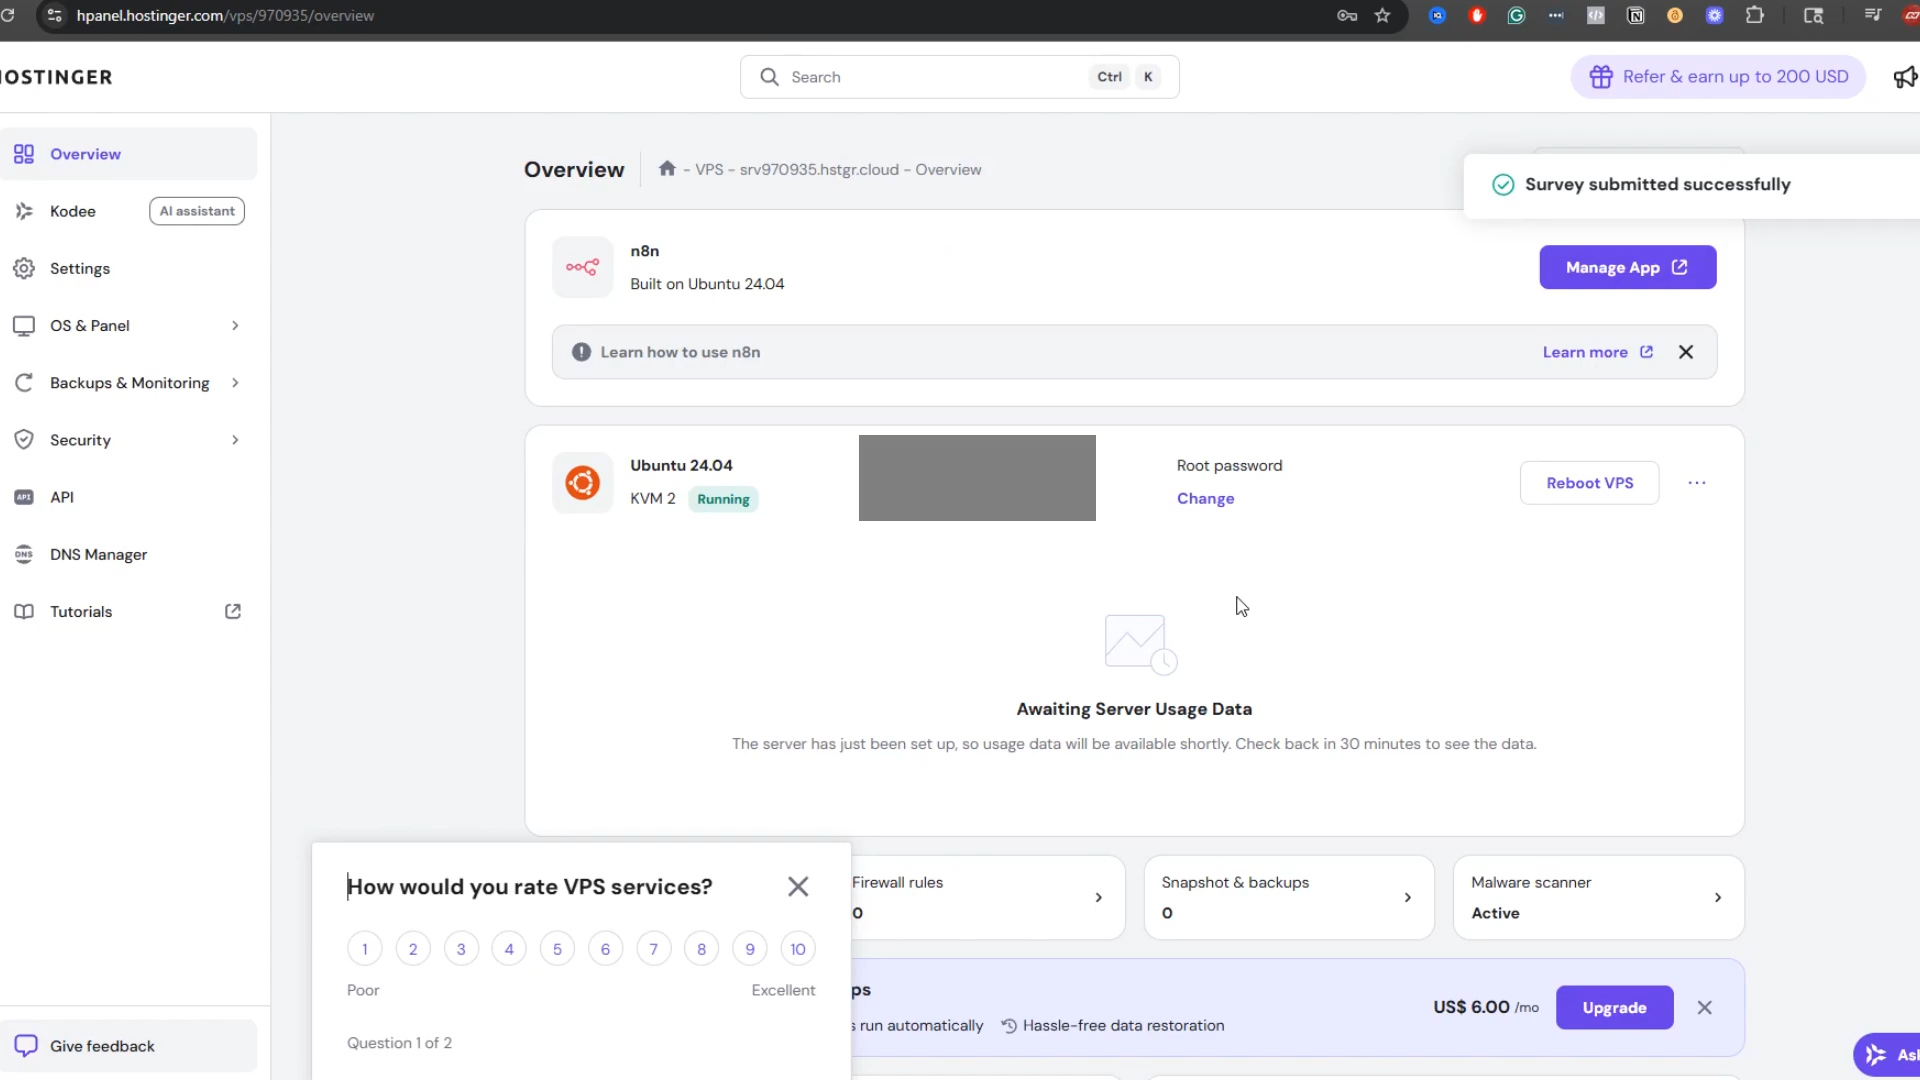 hpanel.hostinger.com/vps/970935/overview
HOSTINGER
Search
Ctrl K
Refer & earn up to 200 USD
Overview
Kodee AI assistant
Settings
OS & Panel
Backups & Monitoring
Security
API API
DNS DNS Manager
Tutorials
Give feedback
Overview
- VPS - srv970935.hstgr.cloud - Overview
Survey submitted successfully
n8n
Built on Ubuntu 24.04
Manage App
Learn how to use n8n
Learn more
Ubuntu 24.04
KVM 2 Running
Root password
Change
Reboot VPS
Awaiting Server Usage Data
The server has just been set up, so usage data will be available shortly. Check back in 30 minutes to see the data.
How would you rate VPS services?
1 2 3 4 5 6 7 8 9 10
Poor Excellent
Question 1 of 2
Firewall rules
0
Snapshot & backups
0
Malware scanner
Active
ps
s run automatically
Hassle-free data restoration
US$ 6.00 /mo
Upgrade
Ask